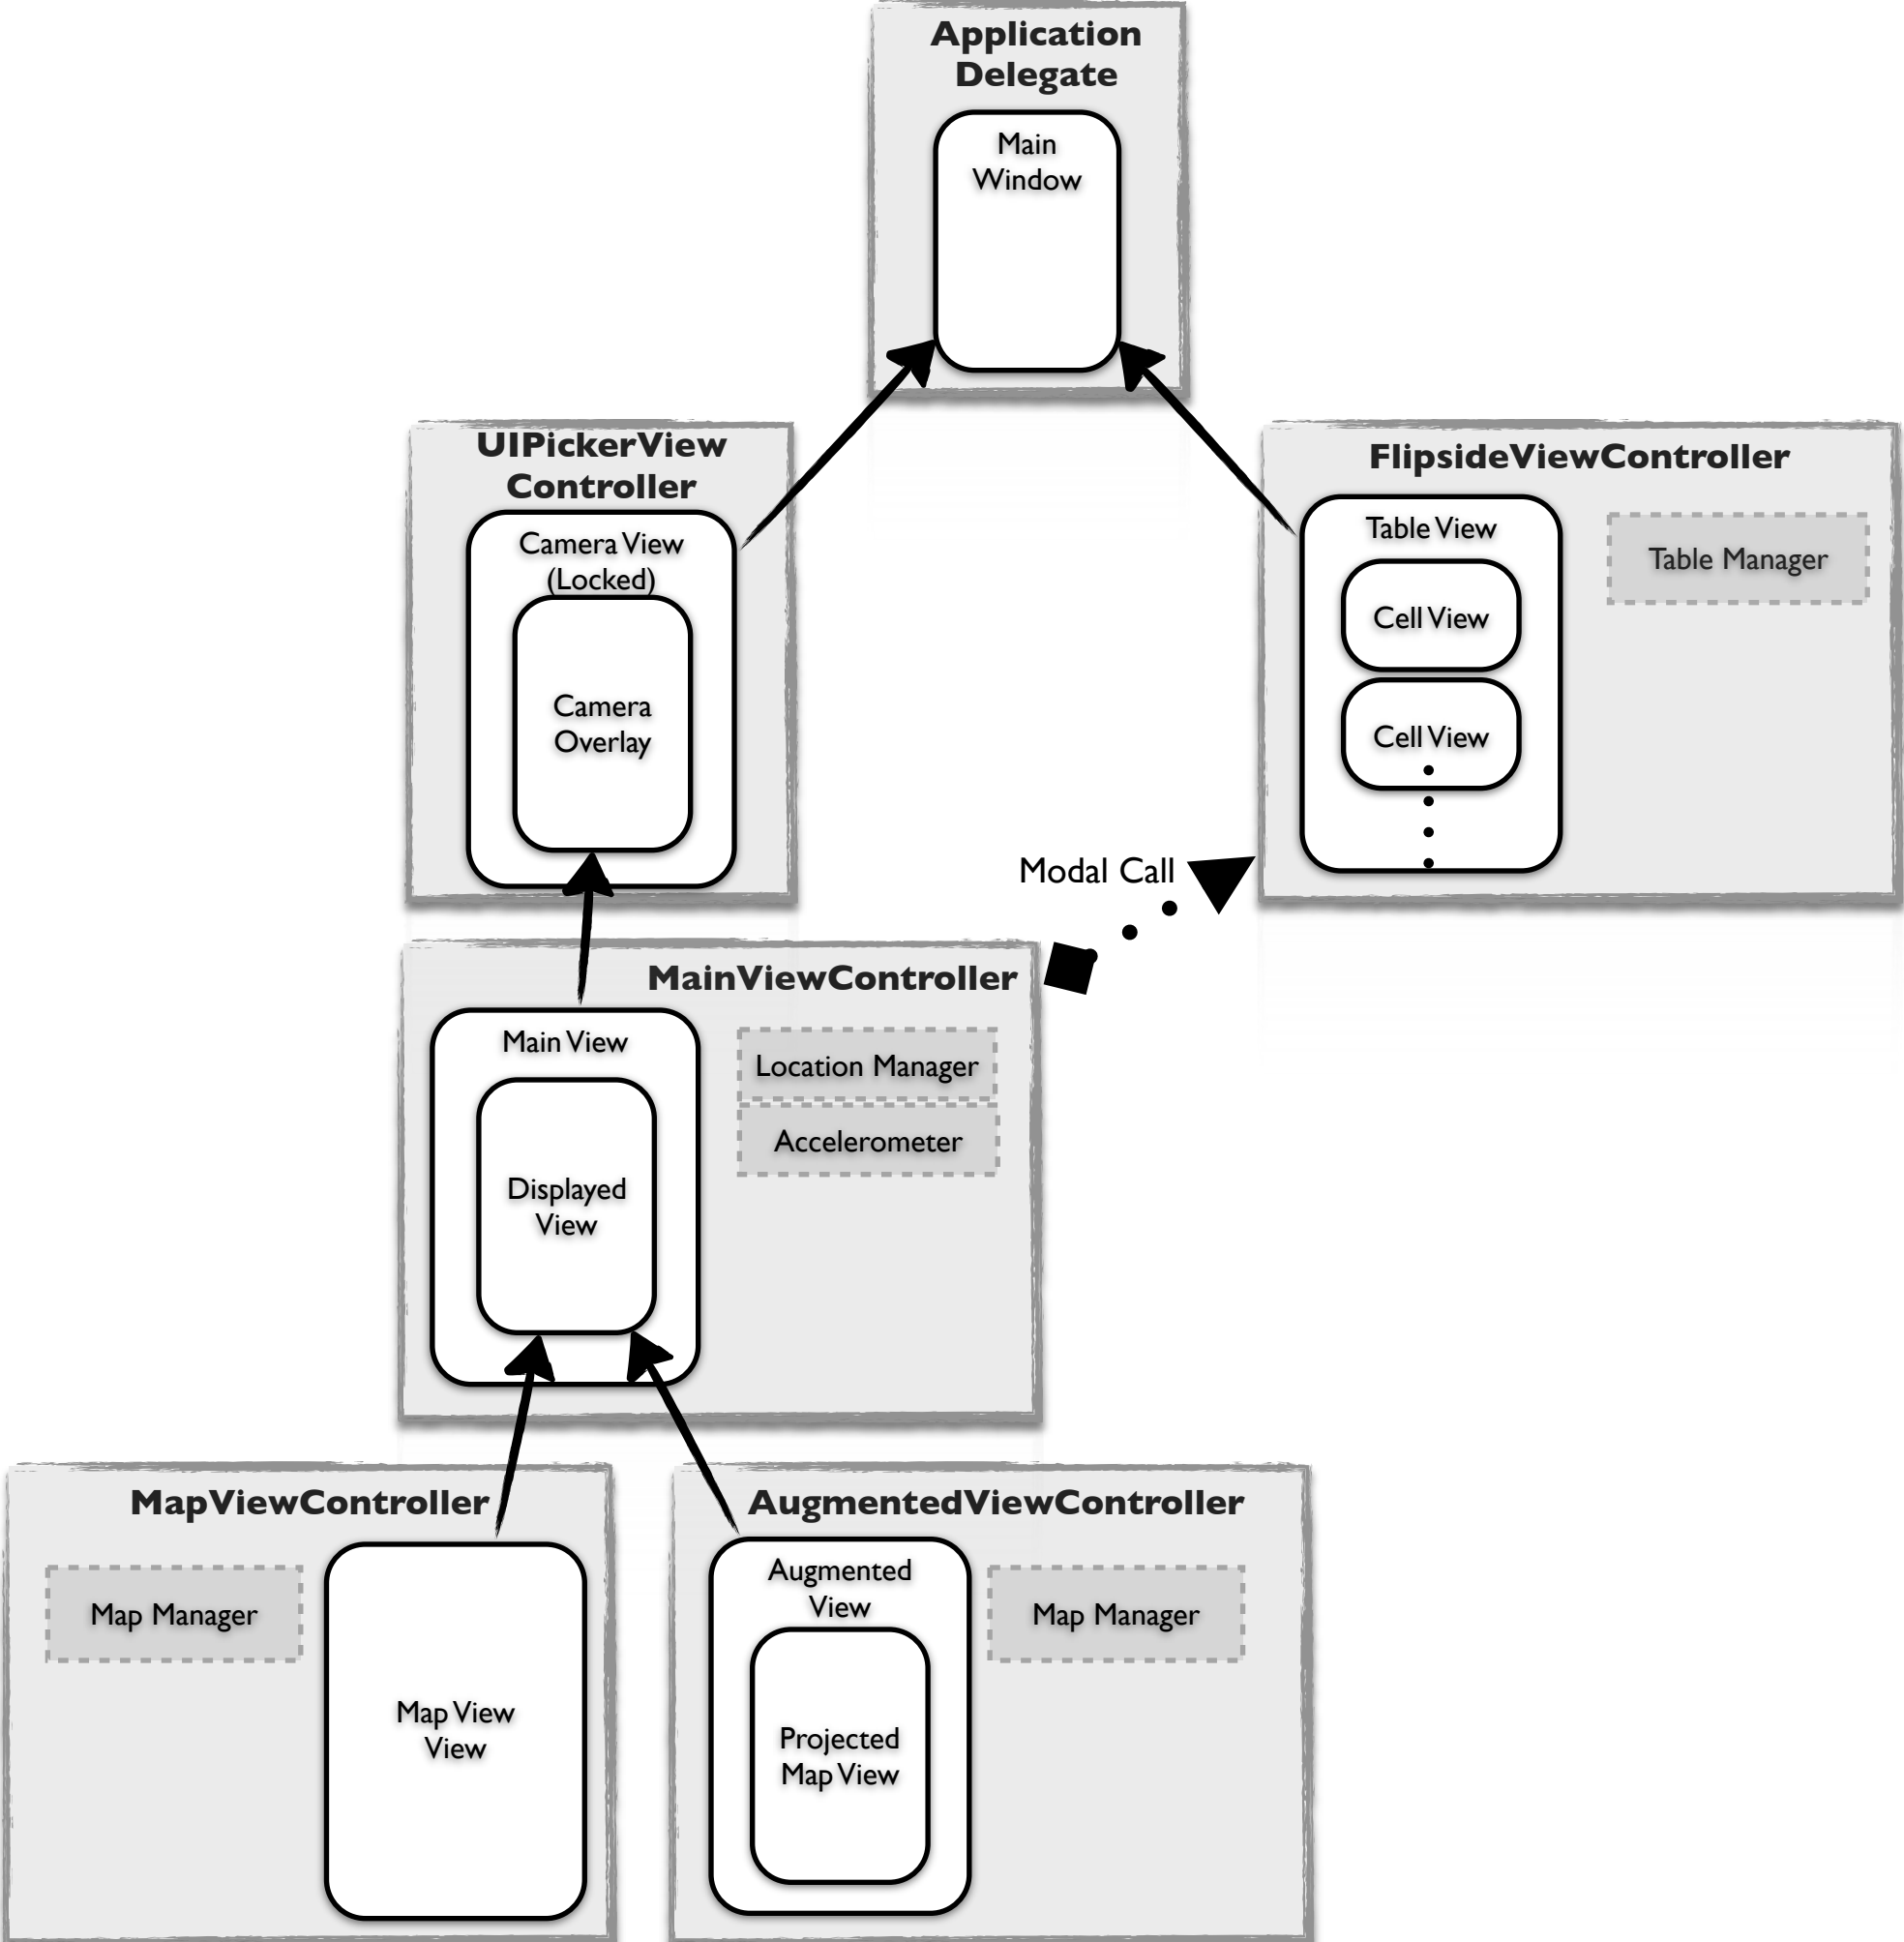 Application
Delegate
Main
Window
UIPickerView
Controller
Camera View
(Locked)
Camera
Overlay
FlipsideViewController
Table View
Cell View
Cell View
Table Manager
Modal Call
MainViewController
Main View
Displayed
View
Location Manager
Accelerometer
MapViewController
Map Manager
Map View
View
AugmentedViewController
Augmented
View
Projected
Map View
Map Manager